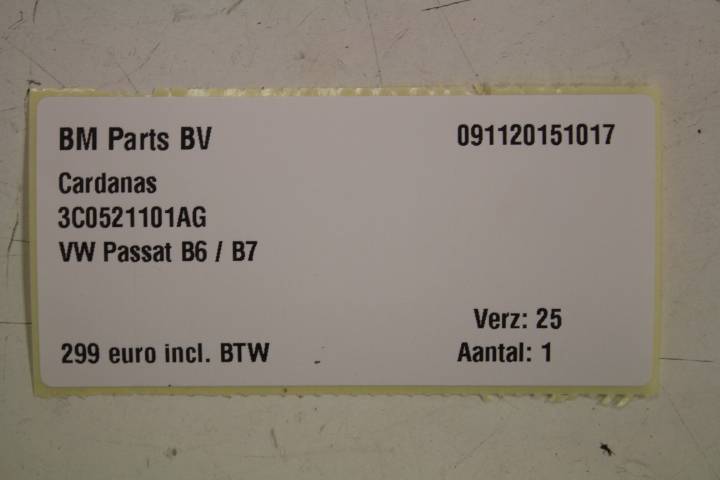 BM Parts BV 091120151017
Cardanas
3C0521101AG
VW Passat B6 / B7
Verz: 25
299 euro incl. BTW Aantal: 1